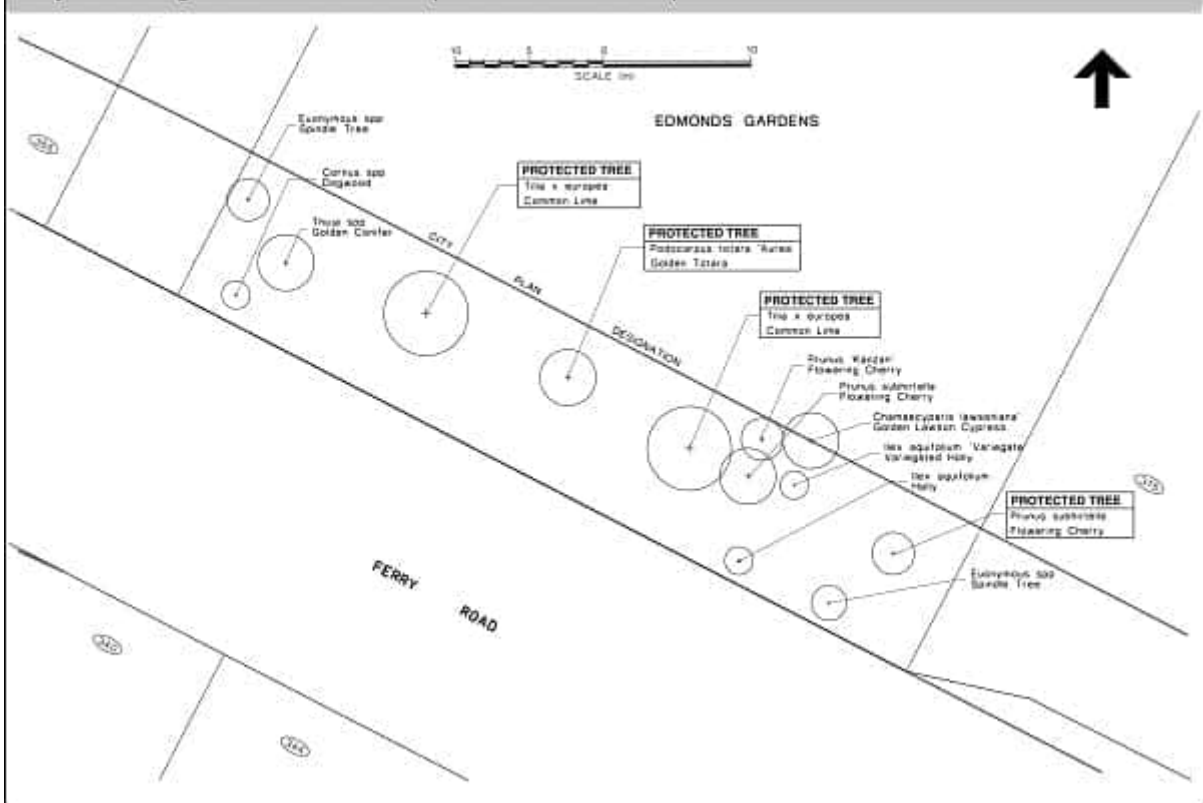 10 5 0 10
SCALE (m)
EDMONDS GARDENS
Euonymous spp
Spindle Tree
Cornus spp
Dogwood
Thuja spp
Golden Conifer
PROTECTED TREE
Tilia x europea
Common Lime
PROTECTED TREE
Podocarpus totara 'Aurea
Golden Totara
PROTECTED TREE
Tilia x europea
Common Lime
CITY PLAN DESIGNATION
Prunus 'Kanzan'
Flowering Cherry
Prunus subhirtella
Flowering Cherry
Chamaecyparis lawsoniana'
Golden Lawson Cypress
Ilex aquifolium 'Variegate
Variegated Holly
Ilex aquifolium
Holly
PROTECTED TREE
Prunus subhirtella
Flowering Cherry
Euonymous spp
Spindle Tree
FERRY ROAD
340
344